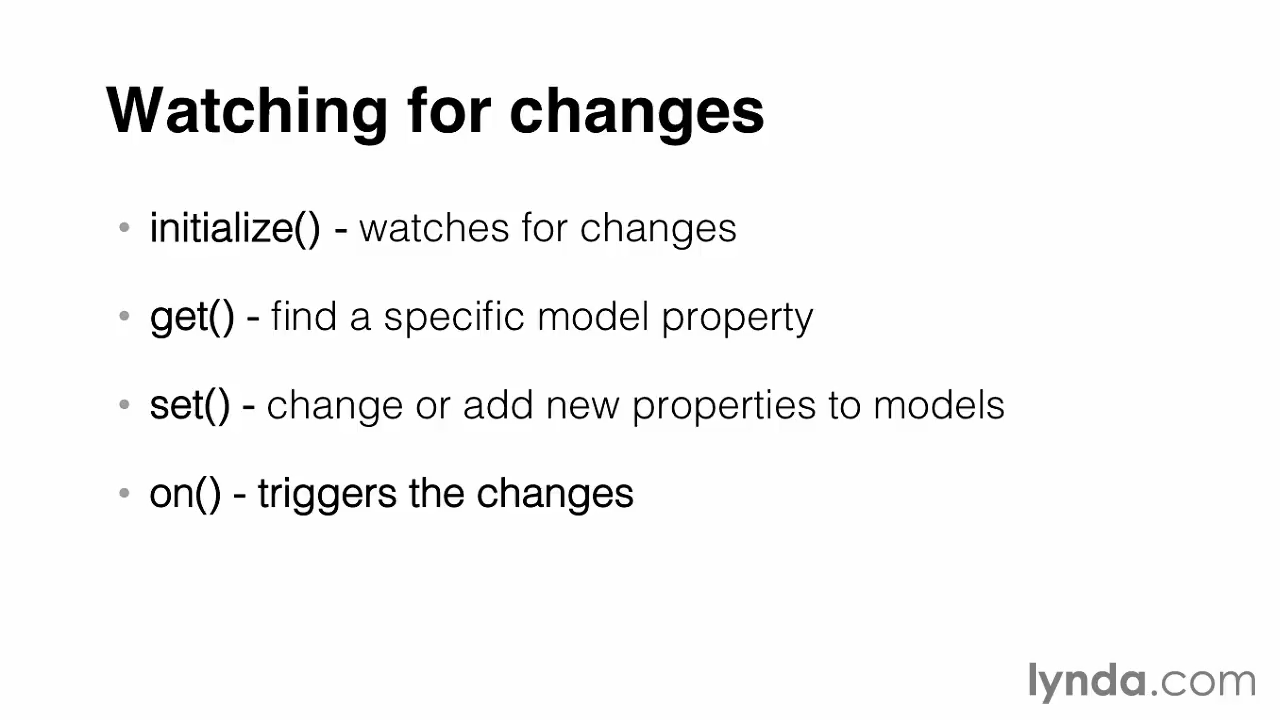 Watching for changes
• initialize() - watches for changes
• get() - find a specific model property
• set() - change or add new properties to models
• on() - triggers the changes
lynda.com